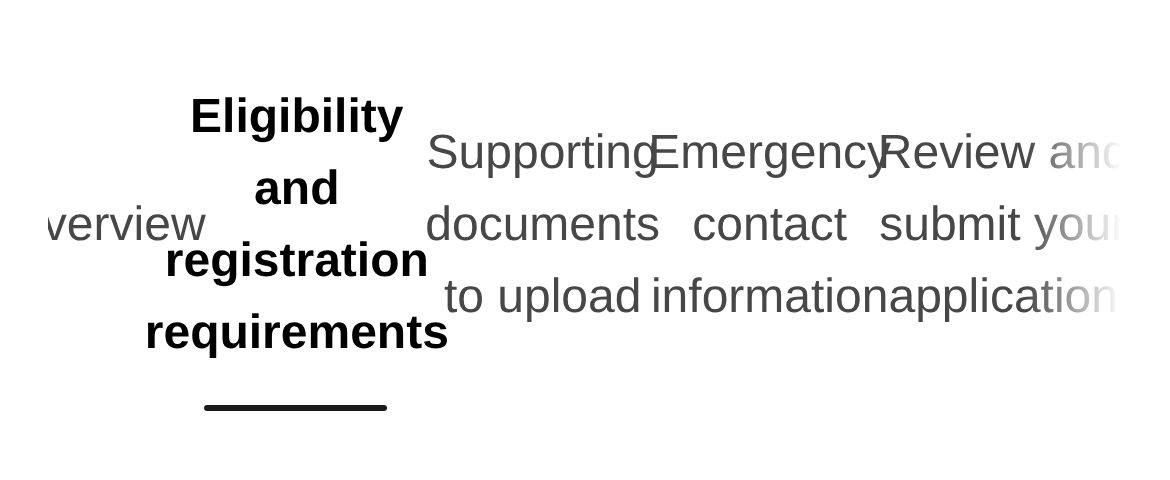 verview
Eligibility
and
registration
requirements
Supporting
documents
to upload
Emergency
contact
information
Review and
submit your
application